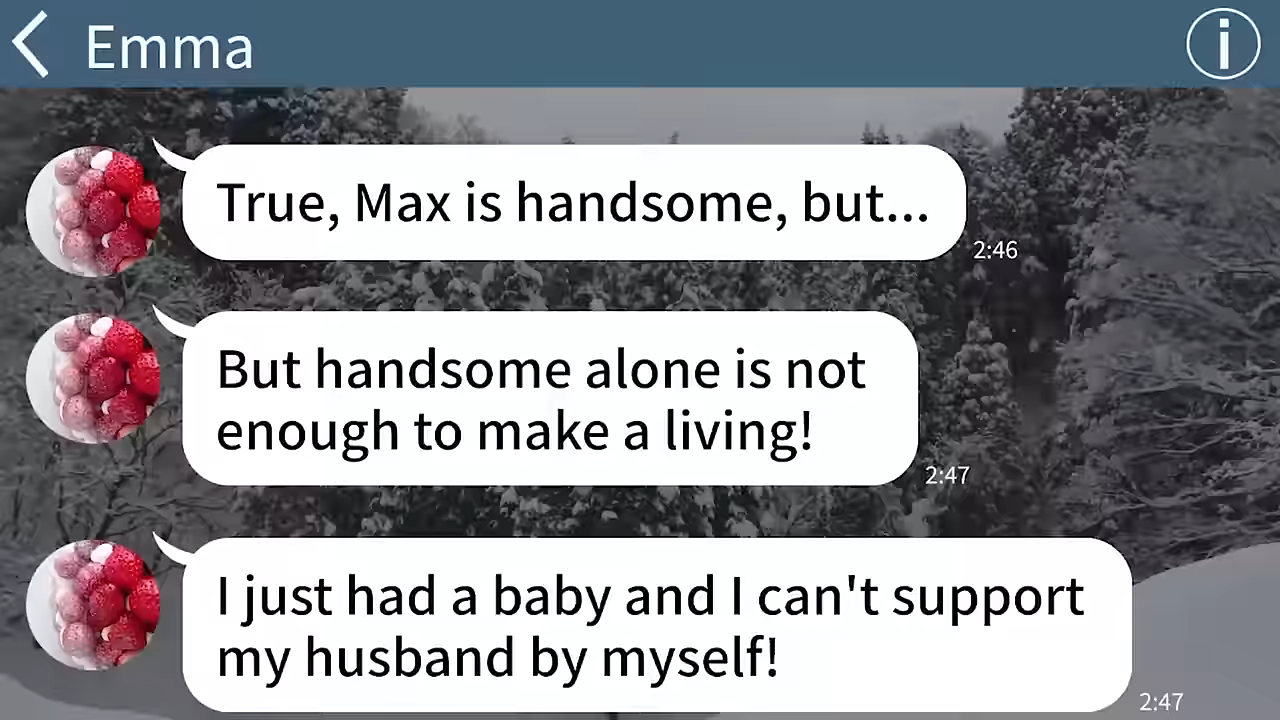 Emma
True, Max is handsome, but...
2:46
But handsome alone is not
enough to make a living!
2:47
I just had a baby and I can't support
my husband by myself!
2:47